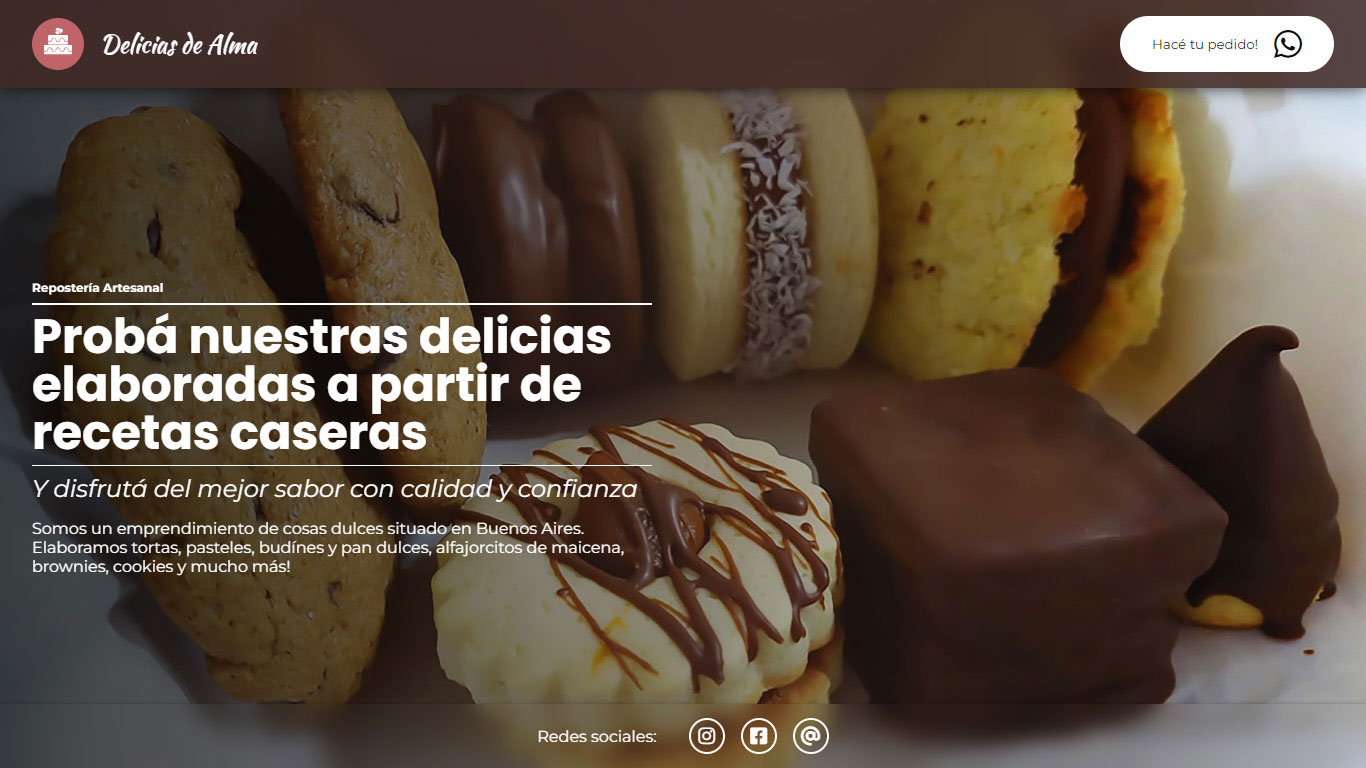 Delicias de Alma
Hacé tu pedido!
Repostería Artesanal
Probá nuestras delicias
elaboradas a partir de
recetas caseras
Y disfrutá del mejor sabor con calidad y confianza
Somos un emprendimiento de cosas dulces situado en Buenos Aires.
Elaboramos tortas, pasteles, budínes y pan dulces, alfajorcitos de maicena,
brownies, cookies y mucho más!
Redes sociales: